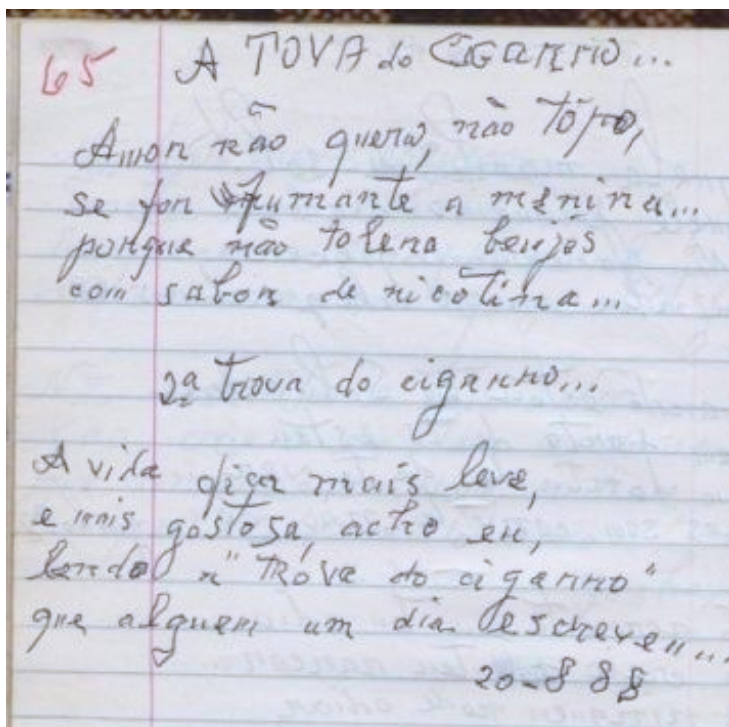 65
A TOVA do CIGARRO...
Amor não quero, não tôpo,
se for fumante a menina...
porque não tolero beijos
com sabor de nicotina...
2ª trova do cigarro...
A vida fica mais leve,
e mais gostosa, acho eu,
lendo a "trova do cigarro"
que alguem um dia escreveu...
20-8 88